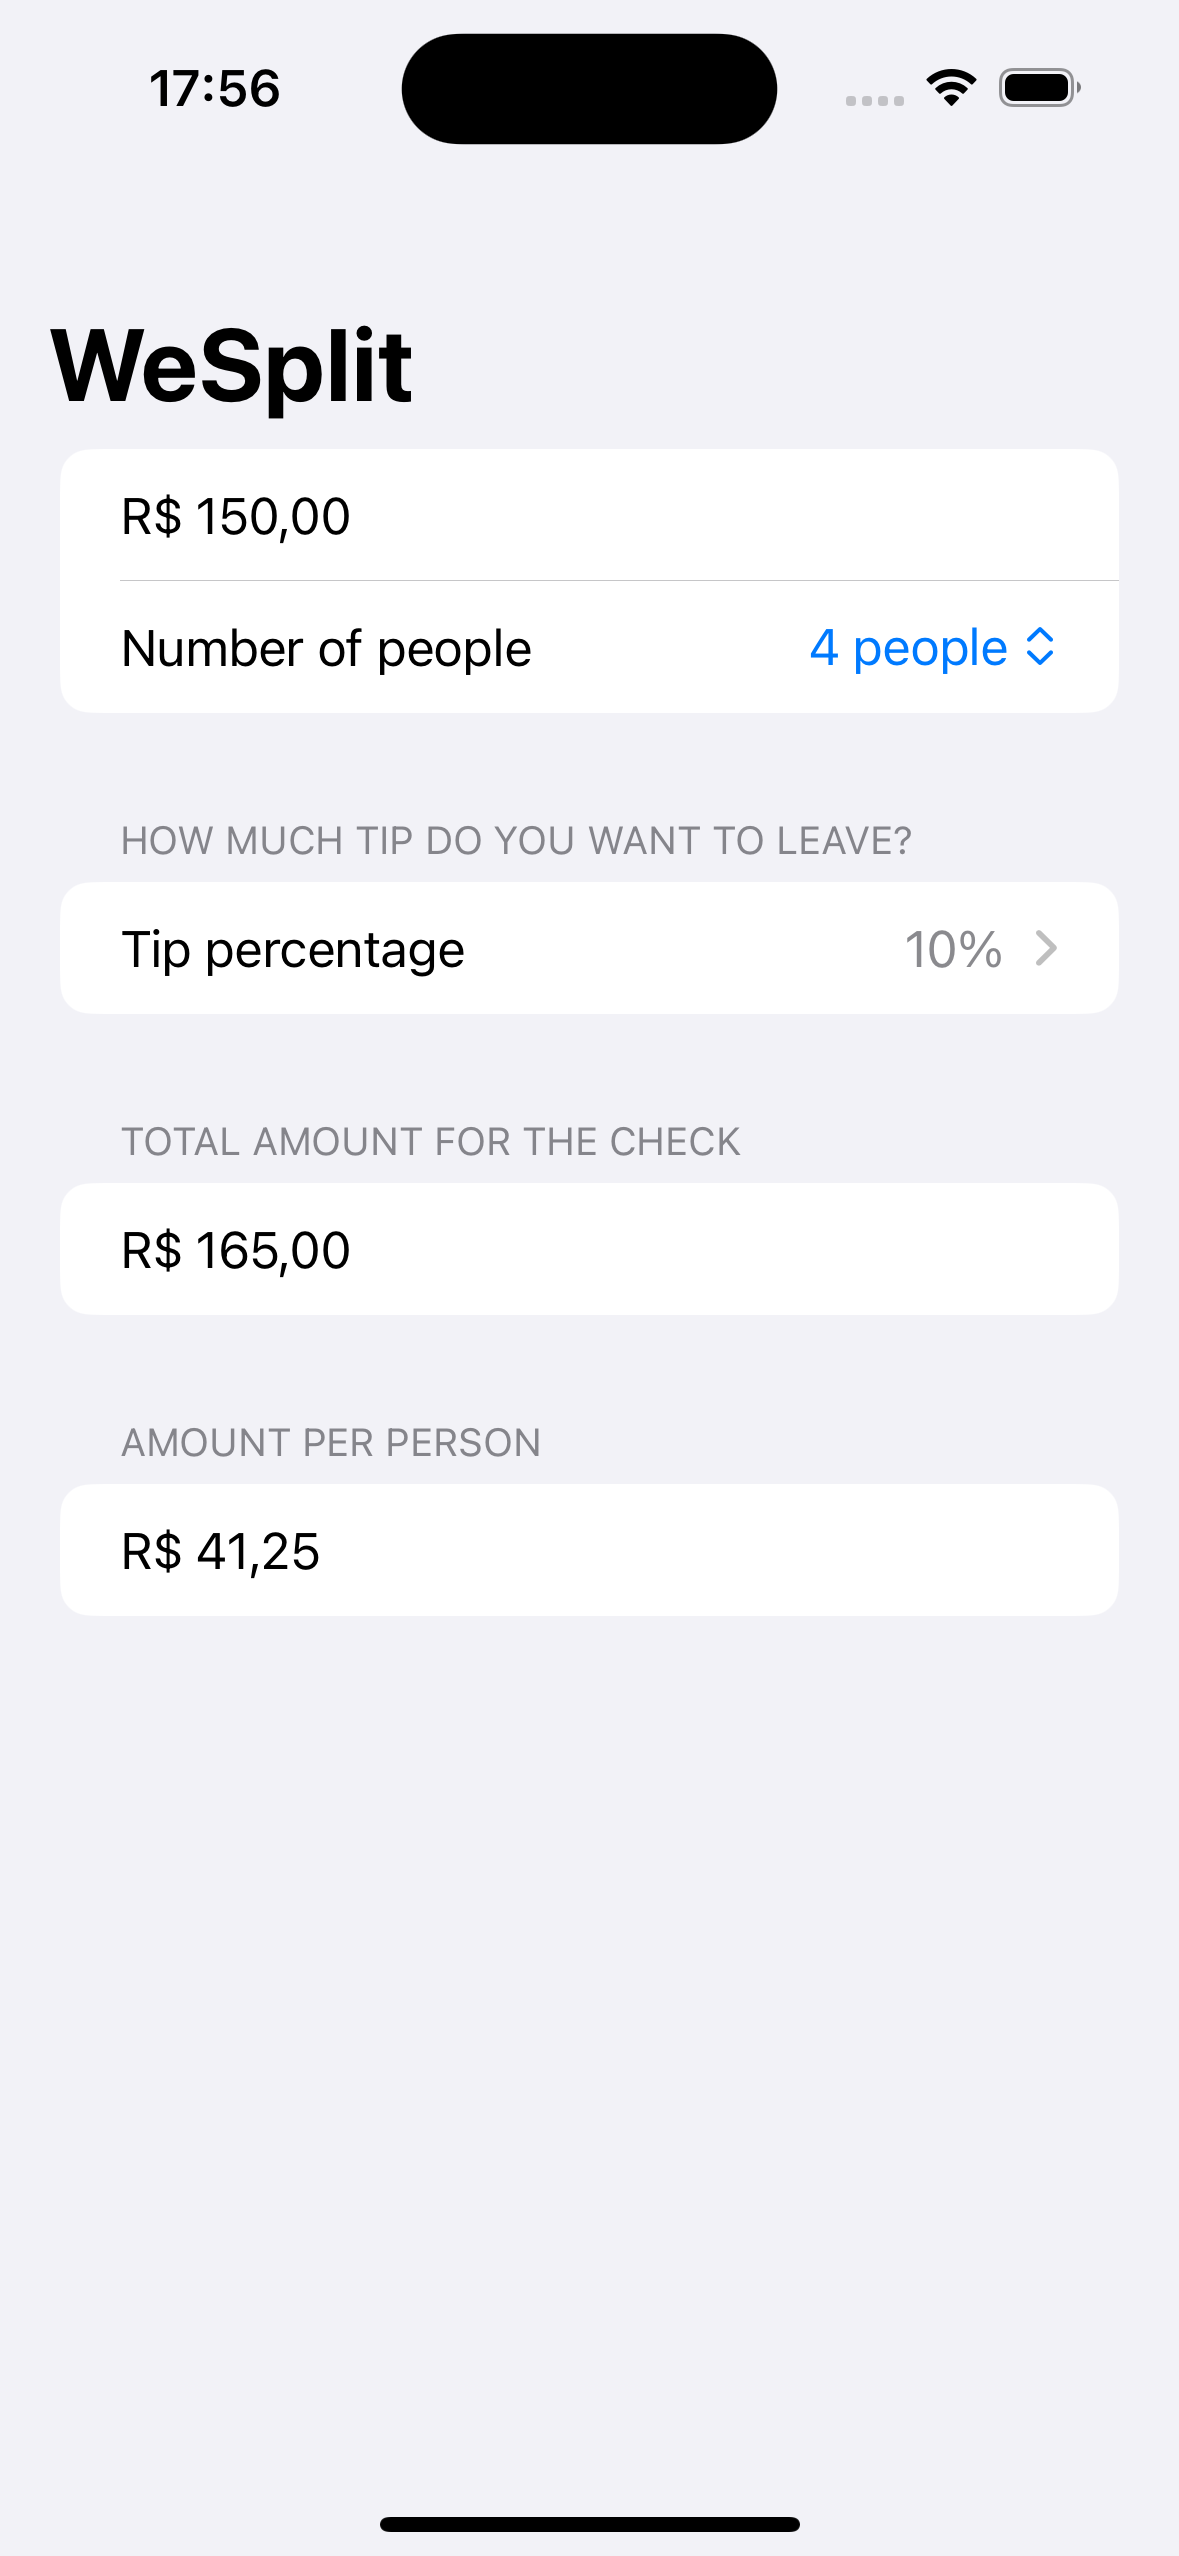 17:56
WeSplit
R$ 150,00
Number of people 4 people
HOW MUCH TIP DO YOU WANT TO LEAVE?
Tip percentage 10%
TOTAL AMOUNT FOR THE CHECK
R$ 165,00
AMOUNT PER PERSON
R$ 41,25